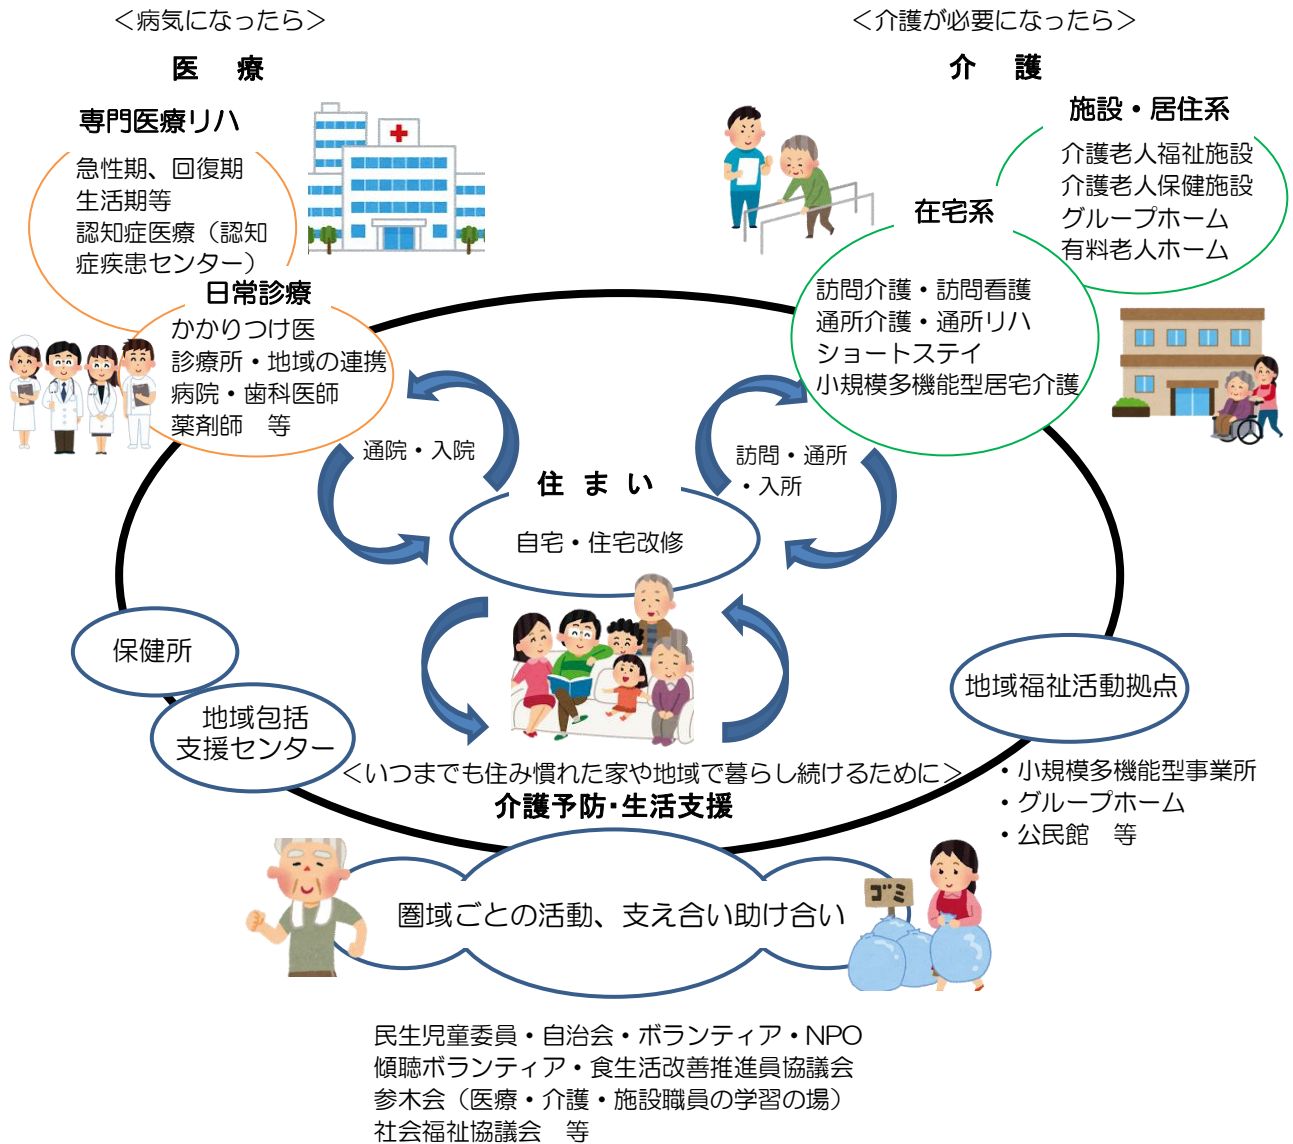 ＜病気になったら＞
医　療
専門医療リハ
急性期、回復期
生活期等
認知症医療（認知
症疾患センター）
日常診療
かかりつけ医
診療所・地域の連携
病院・歯科医師
薬剤師　等
＜介護が必要になったら＞
介　護
施設・居住系
介護老人福祉施設
介護老人保健施設
グループホーム
有料老人ホーム
在宅系
訪問介護・訪問看護
通所介護・通所リハ
ショートステイ
小規模多機能型居宅介護
通院・入院
訪問・通所
・入所
住 ま い
自宅・住宅改修
保健所
地域包括
支援センター
地域福祉活動拠点
・小規模多機能型事業所
・グループホーム
・公民館　等
＜いつまでも住み慣れた家や地域で暮らし続けるために＞
介護予防・生活支援
圏域ごとの活動、支え合い助け合い
ゴミ
民生児童委員・自治会・ボランティア・NPO
傾聴ボランティア・食生活改善推進員協議会
参木会（医療・介護・施設職員の学習の場）
社会福祉協議会　等